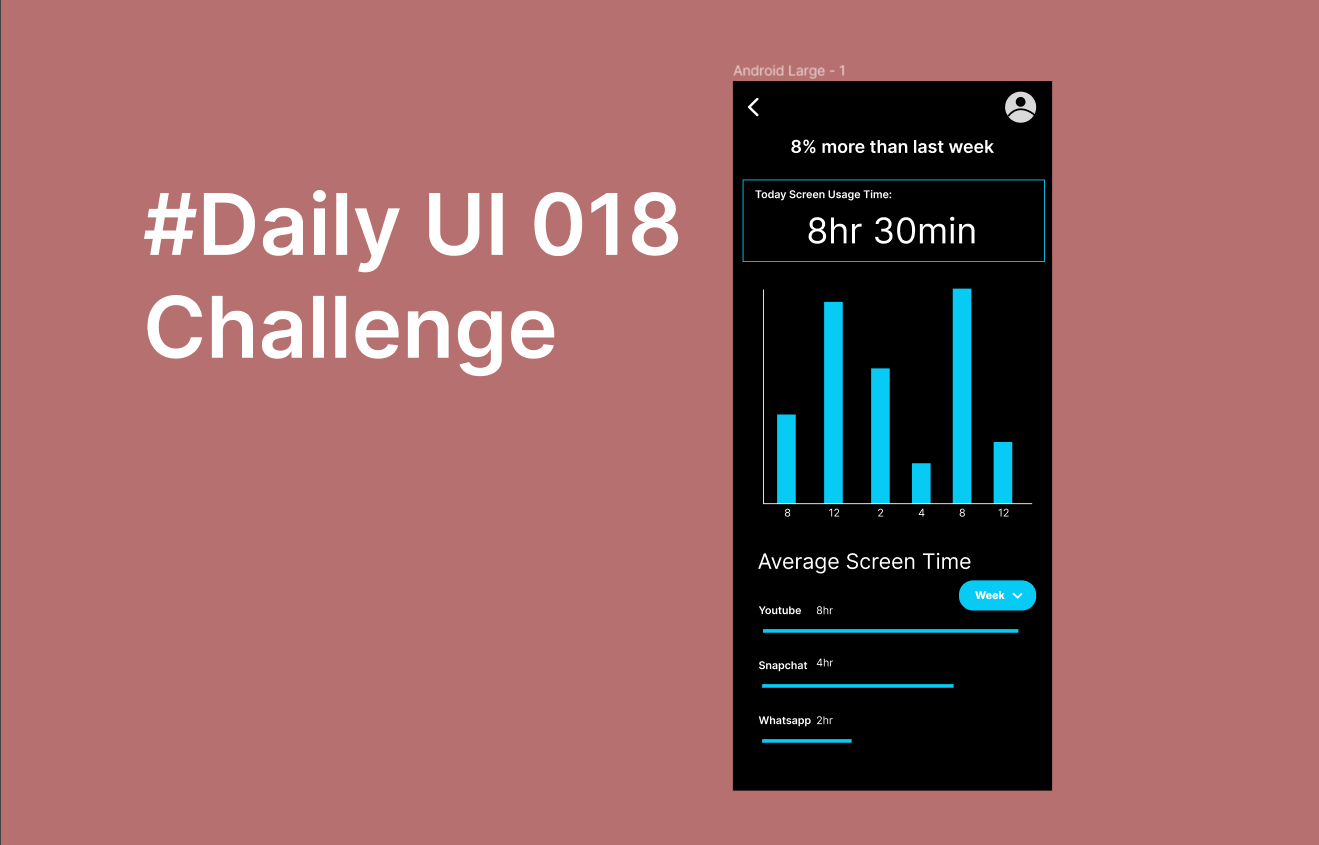 #Daily UI 018
Challenge
Android Large - 1
8% more than last week
Today Screen Usage Time:
8hr 30min
8 12 2 4 8 12
Average Screen Time
Week
Youtube 8hr
Snapchat 4hr
Whatsapp 2hr